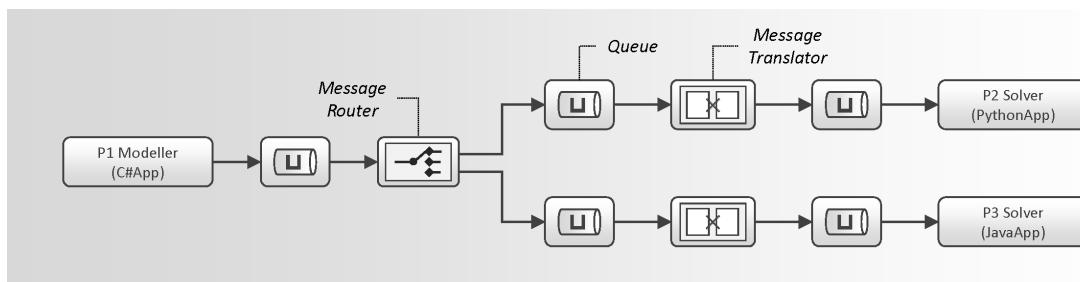 Queue
Message
Translator
Message
Router
P1 Modeller
(C#App)
P2 Solver
(PythonApp)
P3 Solver
(JavaApp)